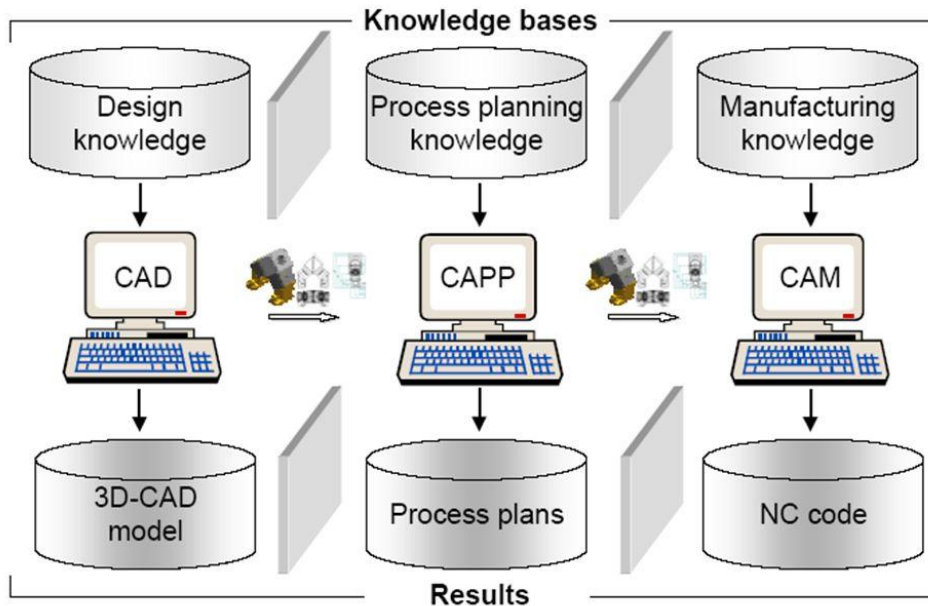 Knowledge bases
Design
knowledge
Process planning
knowledge
Manufacturing
knowledge
CAD
CAPP
CAM
3D-CAD
model
Process plans
NC code
Results